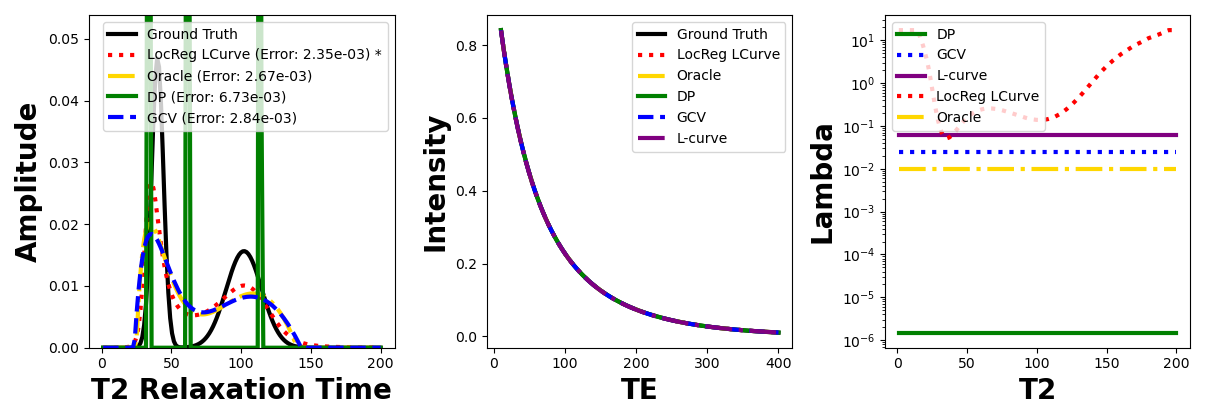 0.05
0.04
0.03
0.02
0.01
0.00
Amplitude
Ground Truth
LocReg LCurve (Error: 2.35e-03) *
Oracle (Error: 2.67e-03)
DP (Error: 6.73e-03)
GCV (Error: 2.84e-03)
0 50 100 150 200
T2 Relaxation Time
0.8
0.6
0.4
0.2
0.0
Intensity
Ground Truth
LocReg LCurve
Oracle
DP
GCV
L-curve
0 100 200 300 400
TE
10^1
10^0
10^-1
10^-2
10^-3
10^-4
10^-5
10^-6
Lambda
DP
GCV
L-curve
LocReg LCurve
Oracle
0 50 100 150 200
T2